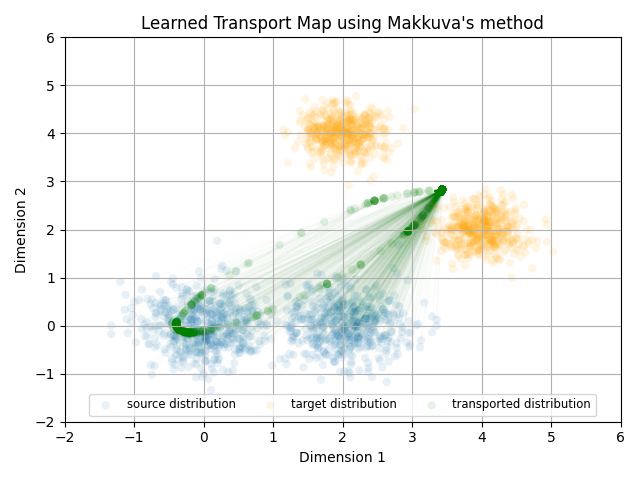 Learned Transport Map using Makkuva's method
6
5
4
3
2
1
0
−1
−2
Dimension 2
source distribution target distribution transported distribution
−2 −1 0 1 2 3 4 5 6
Dimension 1